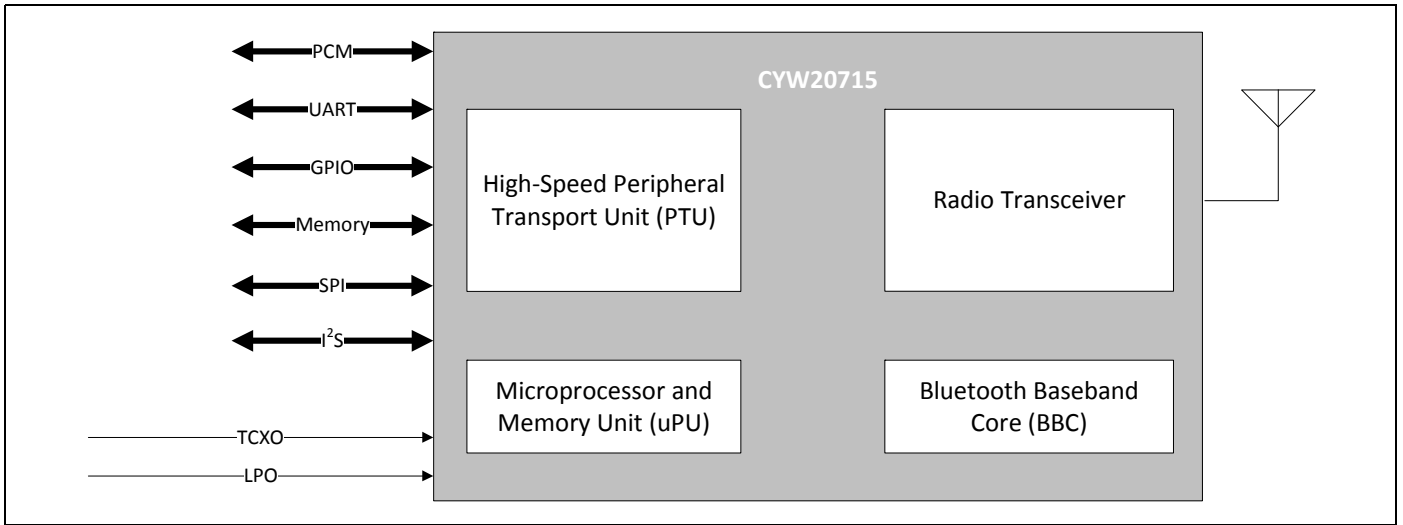 PCM
UART
GPIO
Memory
SPI
I²S
TCXO
LPO
CYW20715
High-Speed Peripheral
Transport Unit (PTU)
Radio Transceiver
Microprocessor and
Memory Unit (uPU)
Bluetooth Baseband
Core (BBC)